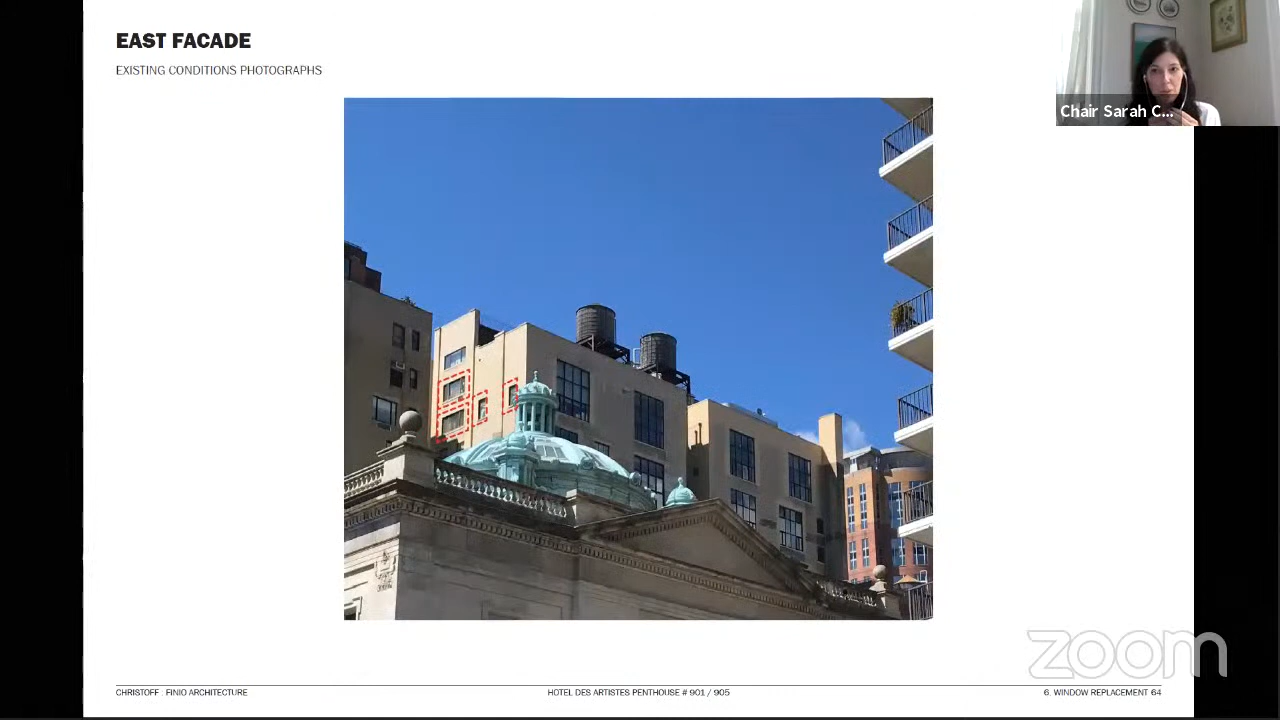 EAST FACADE
EXISTING CONDITIONS PHOTOGRAPHS
Chair Sarah C...
zoom
CHRISTOFF : FINIO ARCHITECTURE
HOTEL DES ARTISTES PENTHOUSE # 901 / 905
6. WINDOW REPLACEMENT 64